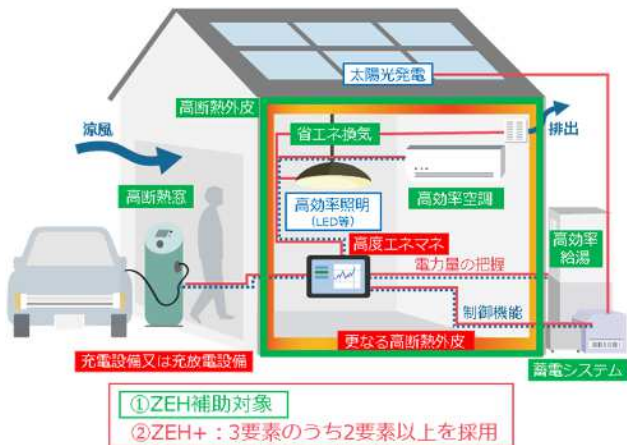 太陽光発電
高断熱外皮
涼風
省エネ換気
排出
高断熱窓
高効率照明
(LED等)
高効率空調
高度エネマネ
電力量の把握
高効率
給湯
制御機能
更なる高断熱外皮
充電設備又は充放電設備
蓄電システム
①ZEH補助対象
②ZEH+:3要素のうち2要素以上を採用